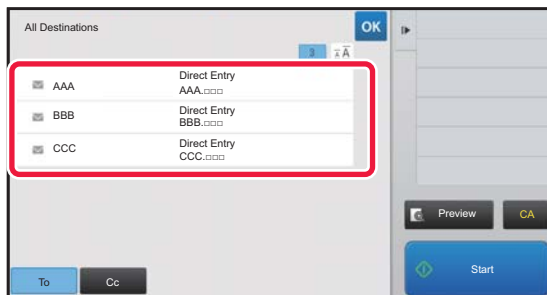 All Destinations
OK
3
AAA
Direct Entry
AAA.□□□
BBB
Direct Entry
BBB.□□□
CCC
Direct Entry
CCC.□□□
Preview
CA
Start
To
Cc